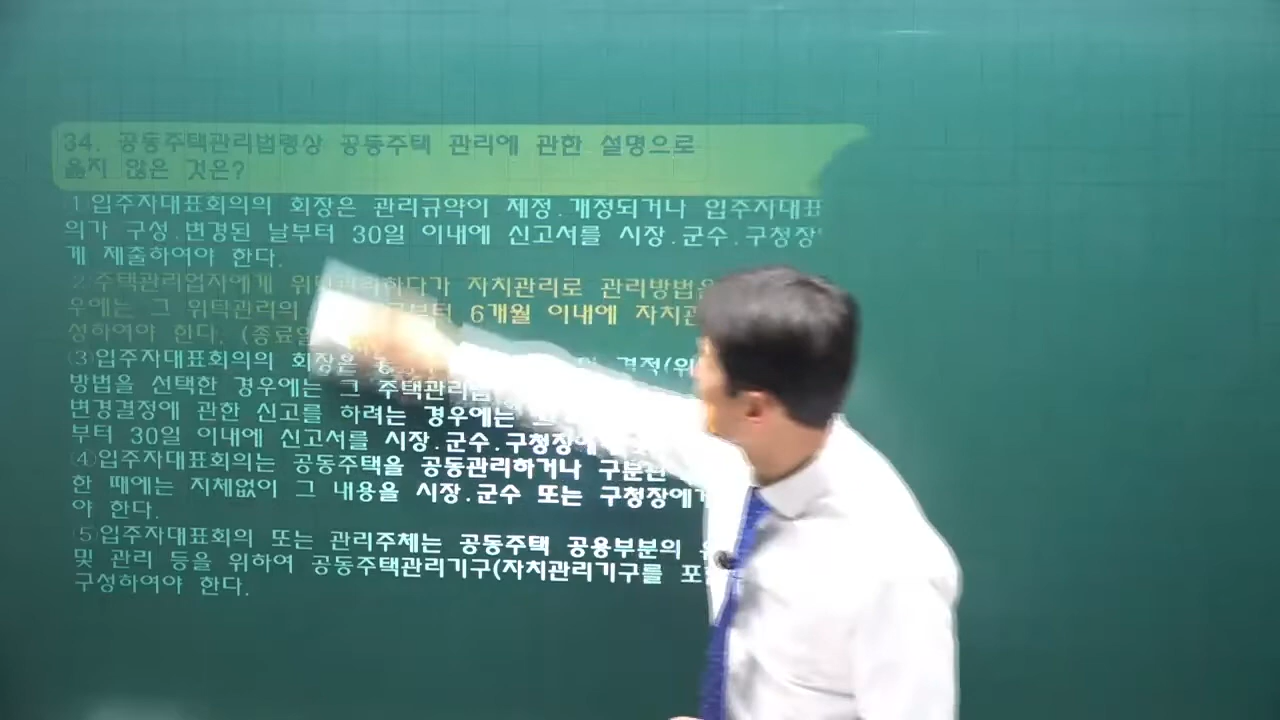 34. 공동주택관리법령상 공동주택 관리에 관한 설명으로
옳지 않은 것은?
①입주자대표회의의 회장은 관리규약이 제정.개정되거나 입주자대표
의가 구성.변경된 날부터 30일 이내에 신고서를 시장.군수.구청장
게 제출하여야 한다.
②주택관리업자에게 위탁관리하다가 자치관리로 관리방법을
우에는 그 위탁관리의 6개월 이내에 자치관
성하여야 한다. (종료일
③입주자대표회의의 회장은 결정(위
방법을 선택한 경우에는 그 주택관리업
변경결정에 관한 신고를 하려는 경우에는
부터 30일 이내에 신고서를 시장.군수.구청장에
④입주자대표회의는 공동주택을 공동관리하거나 구분관
한 때에는 지체없이 그 내용을 시장.군수 또는 구청장에게
야 한다.
⑤입주자대표회의 또는 관리주체는 공동주택 공용부분의
및 관리 등을 위하여 공동주택관리기구(자치관리기구를 포
구성하여야 한다.